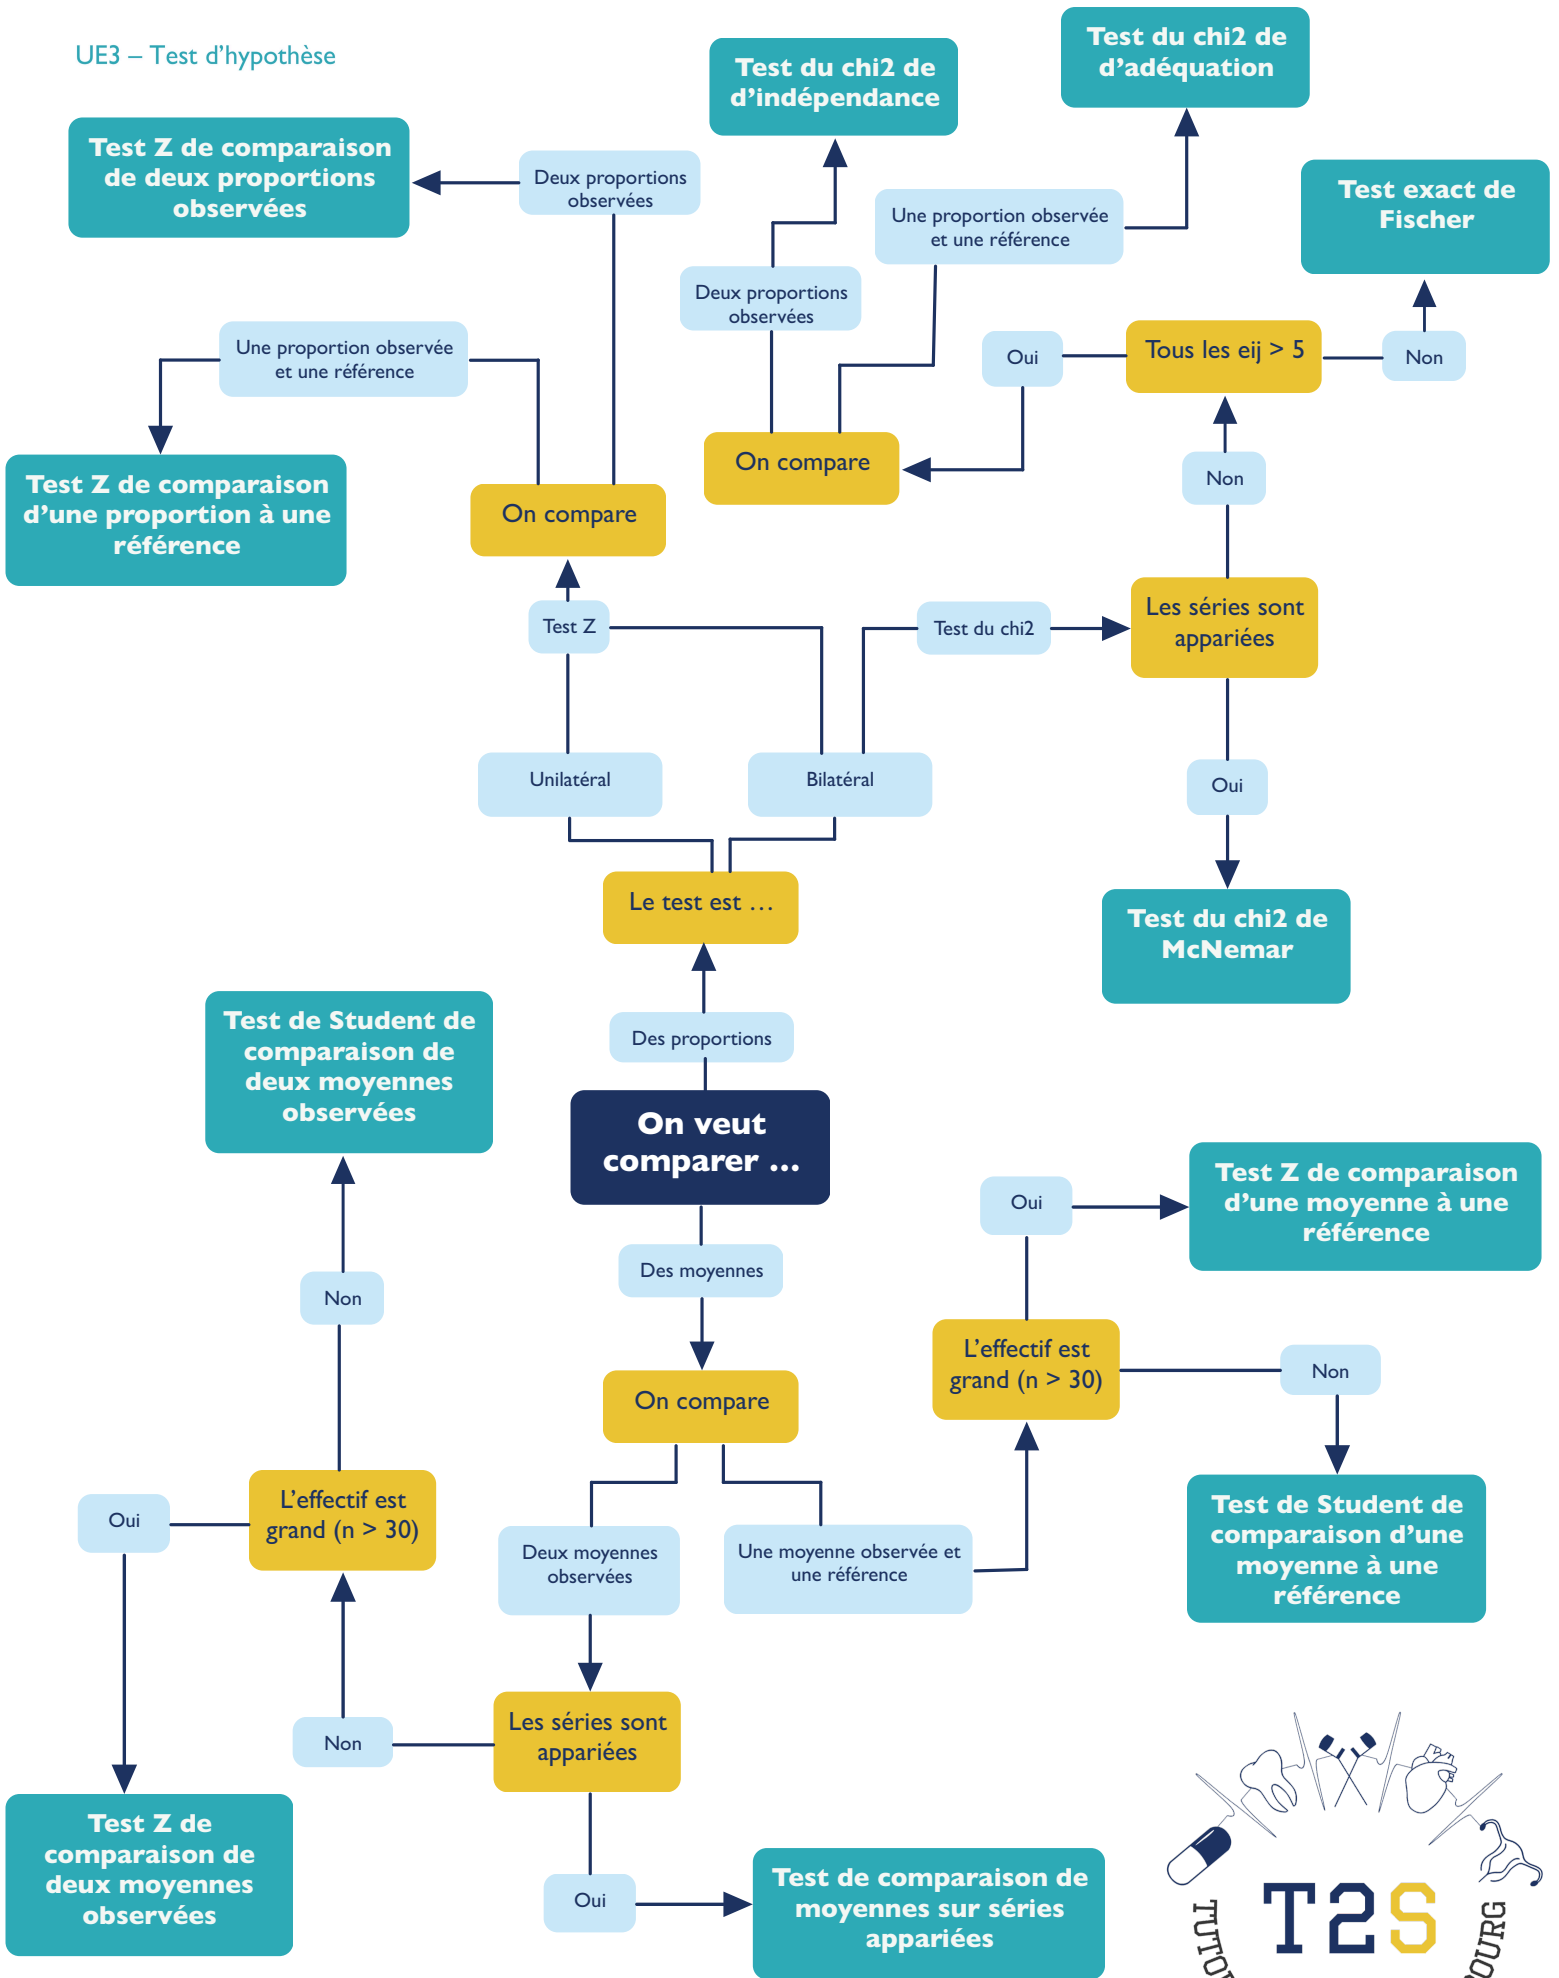 UE3 – Test d'hypothèse
Test du chi2 de
d'indépendance
Test du chi2 de
d'adéquation
Test Z de comparaison
de deux proportions
observées
Deux proportions
observées
Une proportion observée
et une référence
Test exact de
Fischer
Deux proportions
observées
Une proportion observée
et une référence
Oui
Tous les eij > 5
Non
Test Z de comparaison
d'une proportion à une
référence
On compare
On compare
Non
Test Z
Test du chi2
Les séries sont
appariées
Unilatéral
Bilatéral
Oui
Le test est …
Test du chi2 de
McNemar
Test de Student de
comparaison de
deux moyennes
observées
Des proportions
On veut
comparer ...
Test Z de comparaison
d'une moyenne à une
référence
Oui
Des moyennes
Non
L'effectif est
grand (n > 30)
Non
On compare
L'effectif est
grand (n > 30)
Oui
Deux moyennes
observées
Une moyenne observée et
une référence
Test de Student de
comparaison d'une
moyenne à une
référence
Les séries sont
appariées
Non
Test Z de
comparaison de
deux moyennes
observées
Oui
Test de comparaison de
moyennes sur séries
appariées
T2S